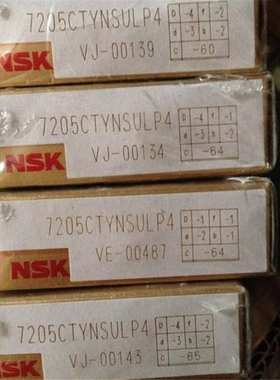 7205CTYNSULP4
D -4 r -2
d -3 b -2
C -60
NSK
VJ-00139
7205CTYNSULP4
D -4 r -2
d -3 b -2
C -64
NSK
VJ-00134
7205CTYNSULP4
D -1 r -1
d -1 b -1
C -64
NSK
VE-00487
7205CTYNSULP4
D -4 r -2
d -3 b -2
C -65
NSK
VJ-00143